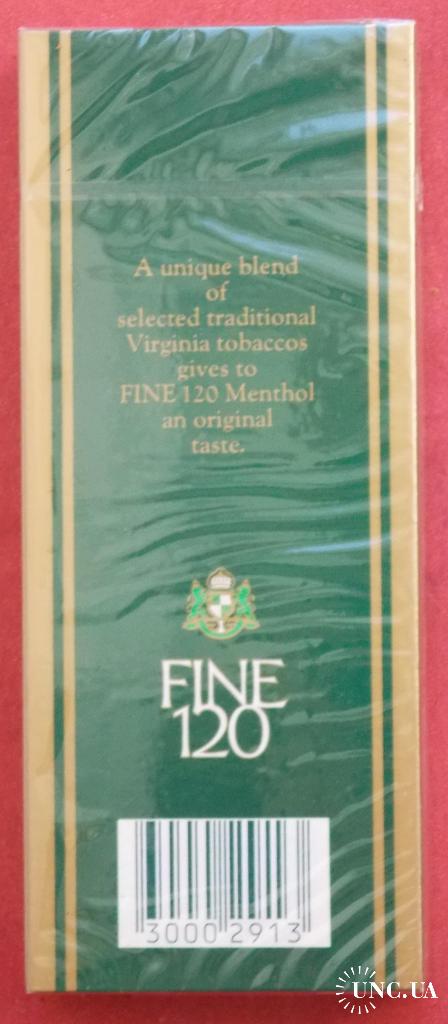 A unique blend
of
selected traditional
Virginia tobaccos
gives to
FINE 120 Menthol
an original
taste.
FINE
120
3000 2913
UNC.UA